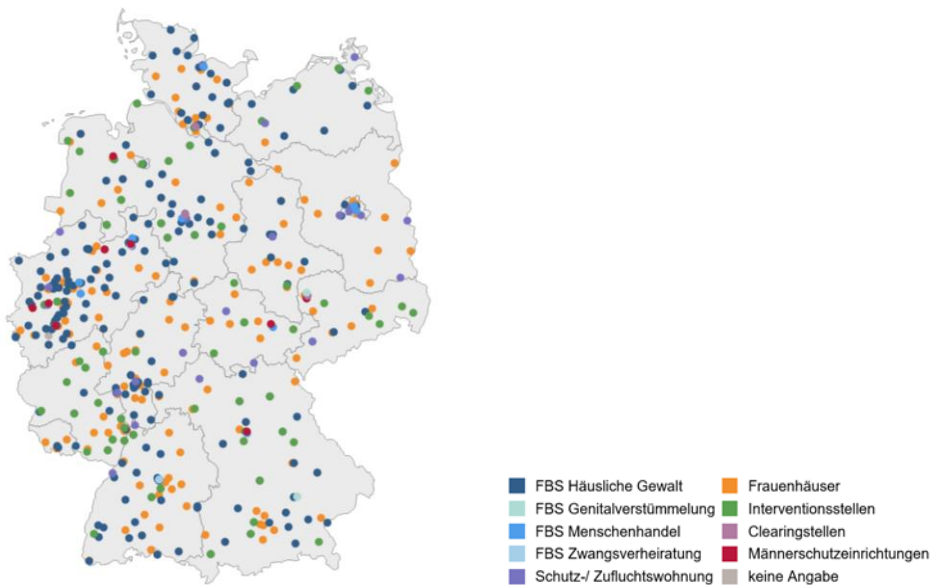 FBS Häusliche Gewalt
FBS Genitalverstümmelung
FBS Menschenhandel
FBS Zwangsverheiratung
Schutz-/ Zufluchtswohnung
Frauenhäuser
Interventionsstellen
Clearingstellen
Männerschutzeinrichtungen
keine Angabe